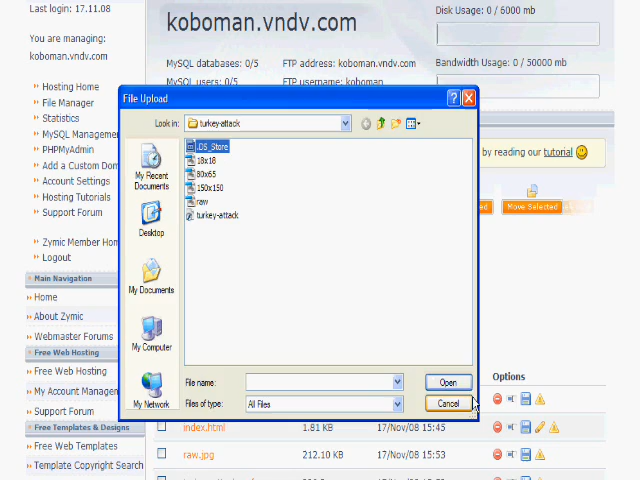 Last login: 17.11.08
You are managing:
koboman.vndv.com
Hosting Home
File Manager
Statistics
MySQL Manageme
PHPMyAdmin
Add a Custom Dom
Account Settings
Hosting Tutorials
Support Forum
Zymic Member Hom
Logout
Main Navigation
Home
About Zymic
Webmaster Forums
Free Web Hosting
Free Web Hosting
My Account Managem
Support Forum
Free Templates & Designs
Free Web Templates
Template Copyright Search
koboman.vndv.com
MySQL databases: 0/5
FTP address: koboman.vndv.com
MySQL users: 0/5
FTP username: koboman
Disk Usage: 0 / 6000 mb
Bandwidth Usage: 0 / 50000 mb
by reading our tutorial
Move Selected
File Upload
Look in:
turkey-attack
My Recent
Documents
Desktop
My Documents
My Computer
My Network
.DS_Store
18x18
80x65
150x150
raw
turkey-attack
File name:
Open
Files of type:
All Files
Cancel
Options
index.html 1.81 KB 17/Nov/08 15:45
raw.jpg 212.10 KB 17/Nov/08 15:53